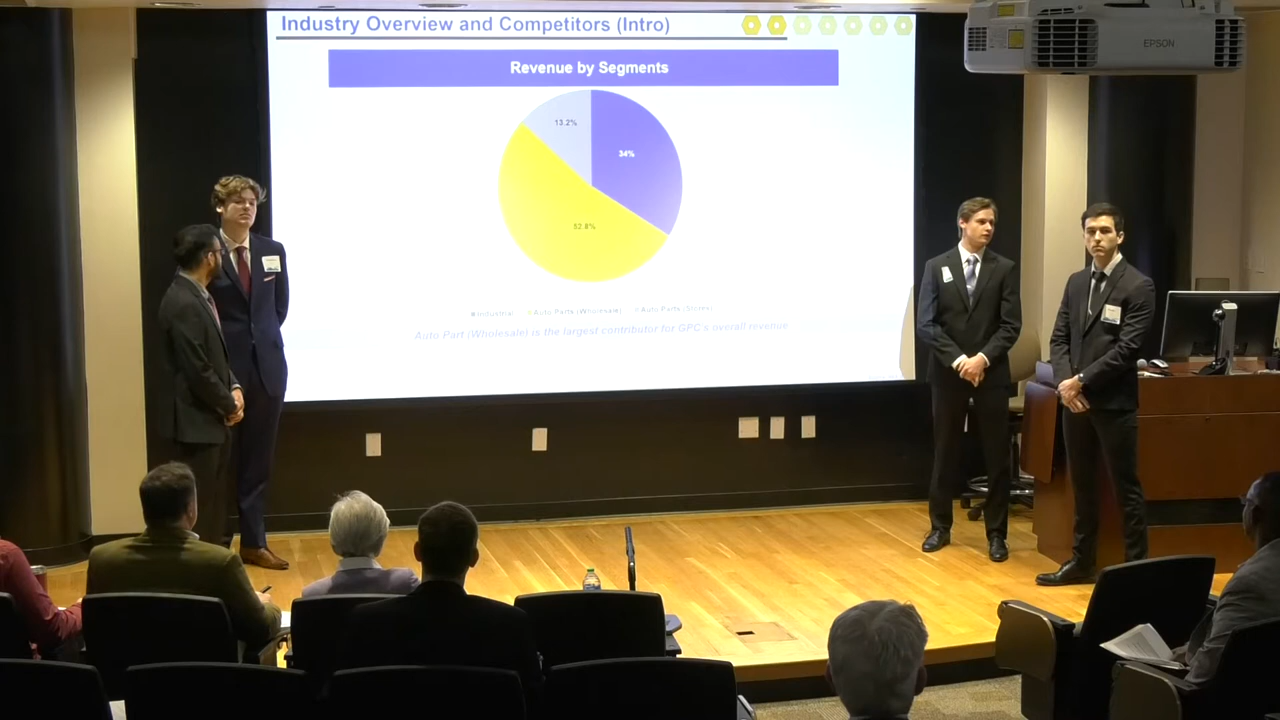 Industry Overview and Competitors (Intro)
EPSON
Revenue by Segments
13.2%
34%
52.8%
Industrial Auto Parts (Wholesale) Auto Parts (Stores)
Auto Part (Wholesale) is the largest contributor for GPC's overall revenue